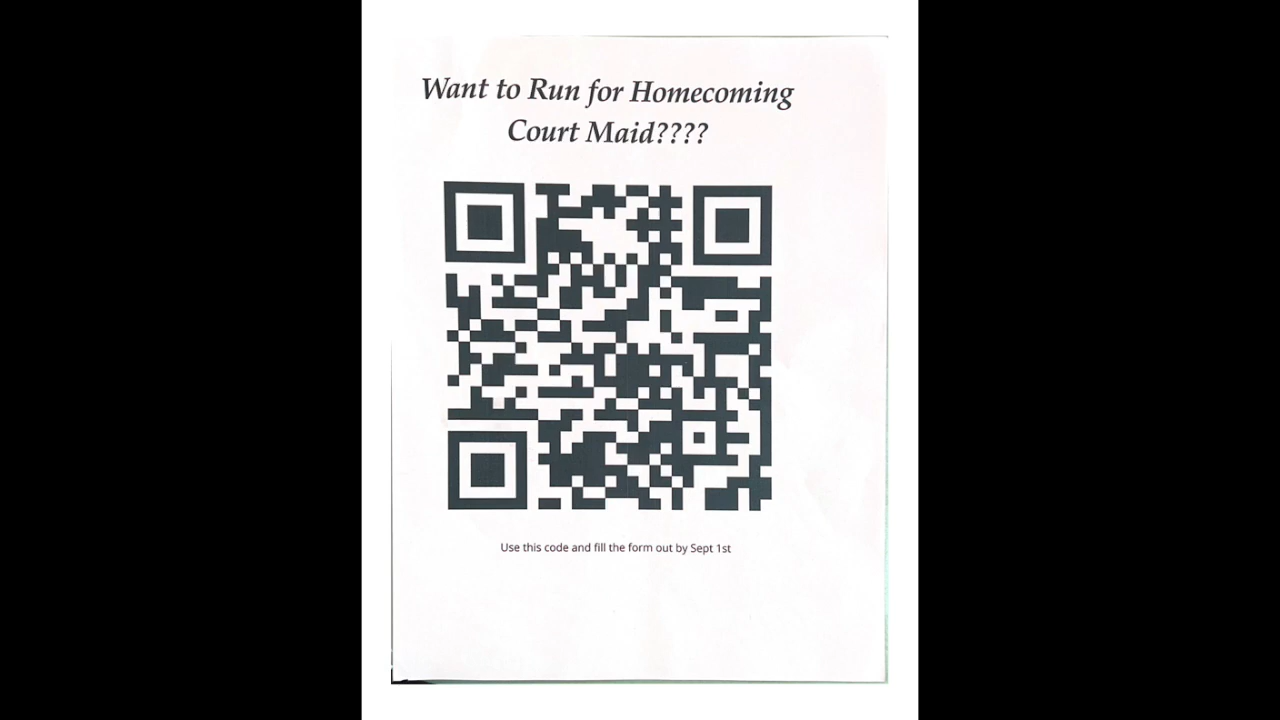 Want to Run for Homecoming
Court Maid????
Use this code and fill the form out by Sept 1st